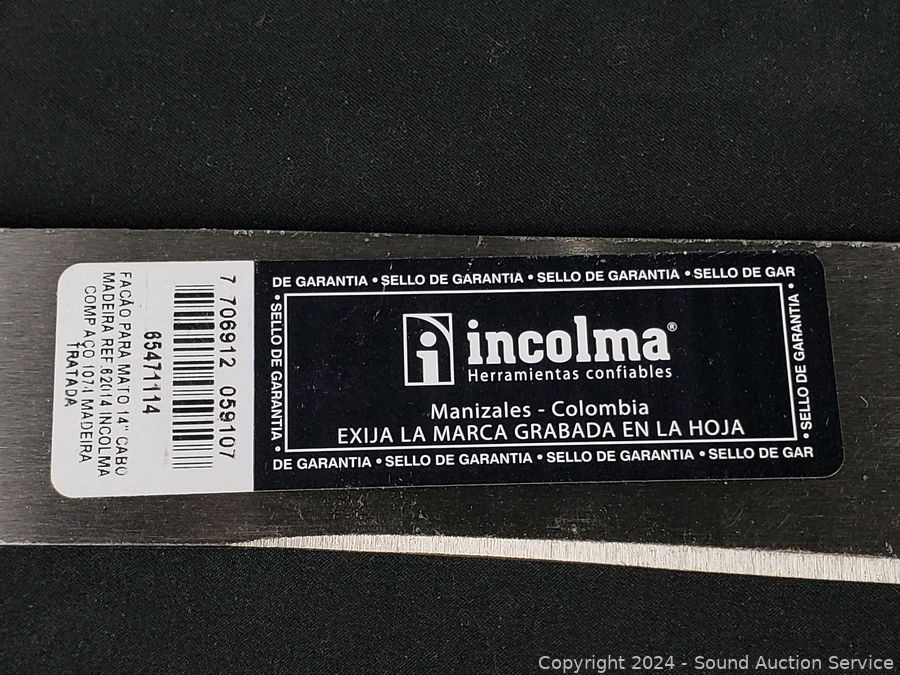 7 706912 059107
65471114
FACÃO PARA MATO 14" CABO
MADEIRA REF 62014 INCOLMA
COMP AÇO 1074 MADEIRA
TRATADA
DE GARANTIA • SELLO DE GARANTIA • SELLO DE GARANTIA • SELLO DE GAR
• SELLO DE GARANTIA •
incolma®
Herramientas confiables
Manizales - Colombia
EXIJA LA MARCA GRABADA EN LA HOJA
• SELLO DE GARANTIA •
DE GARANTIA • SELLO DE GARANTIA • SELLO DE GARANTIA • SELLO DE GAR
Copyright 2024 - Sound Auction Service